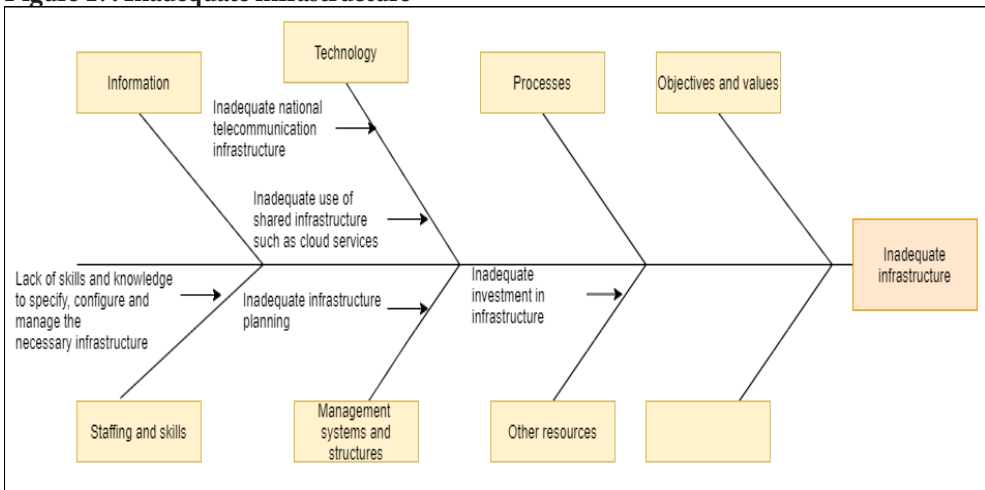 Technology
Information
Processes
Objectives and values
Inadequate national
telecommunication
infrastructure
Inadequate use of
shared infrastructure
such as cloud services
Inadequate
infrastructure
Lack of skills and knowledge
to specify, configure and
manage the
necessary infrastructure
Inadequate infrastructure
planning
Inadequate
investment in
infrastructure
Staffing and skills
Management
systems and
structures
Other resources